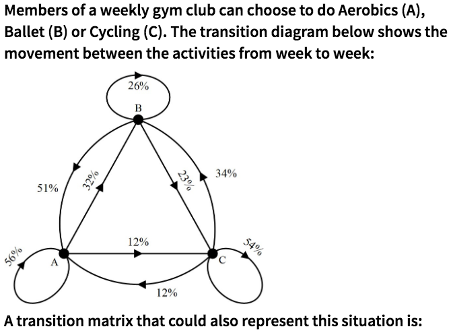 Members of a weekly gym club can choose to do Aerobics (A),
Ballet (B) or Cycling (C). The transition diagram below shows the
movement between the activities from week to week:
26%
B
51%
32%
23%
34%
56%
A
12%
C
54%
12%
A transition matrix that could also represent this situation is: